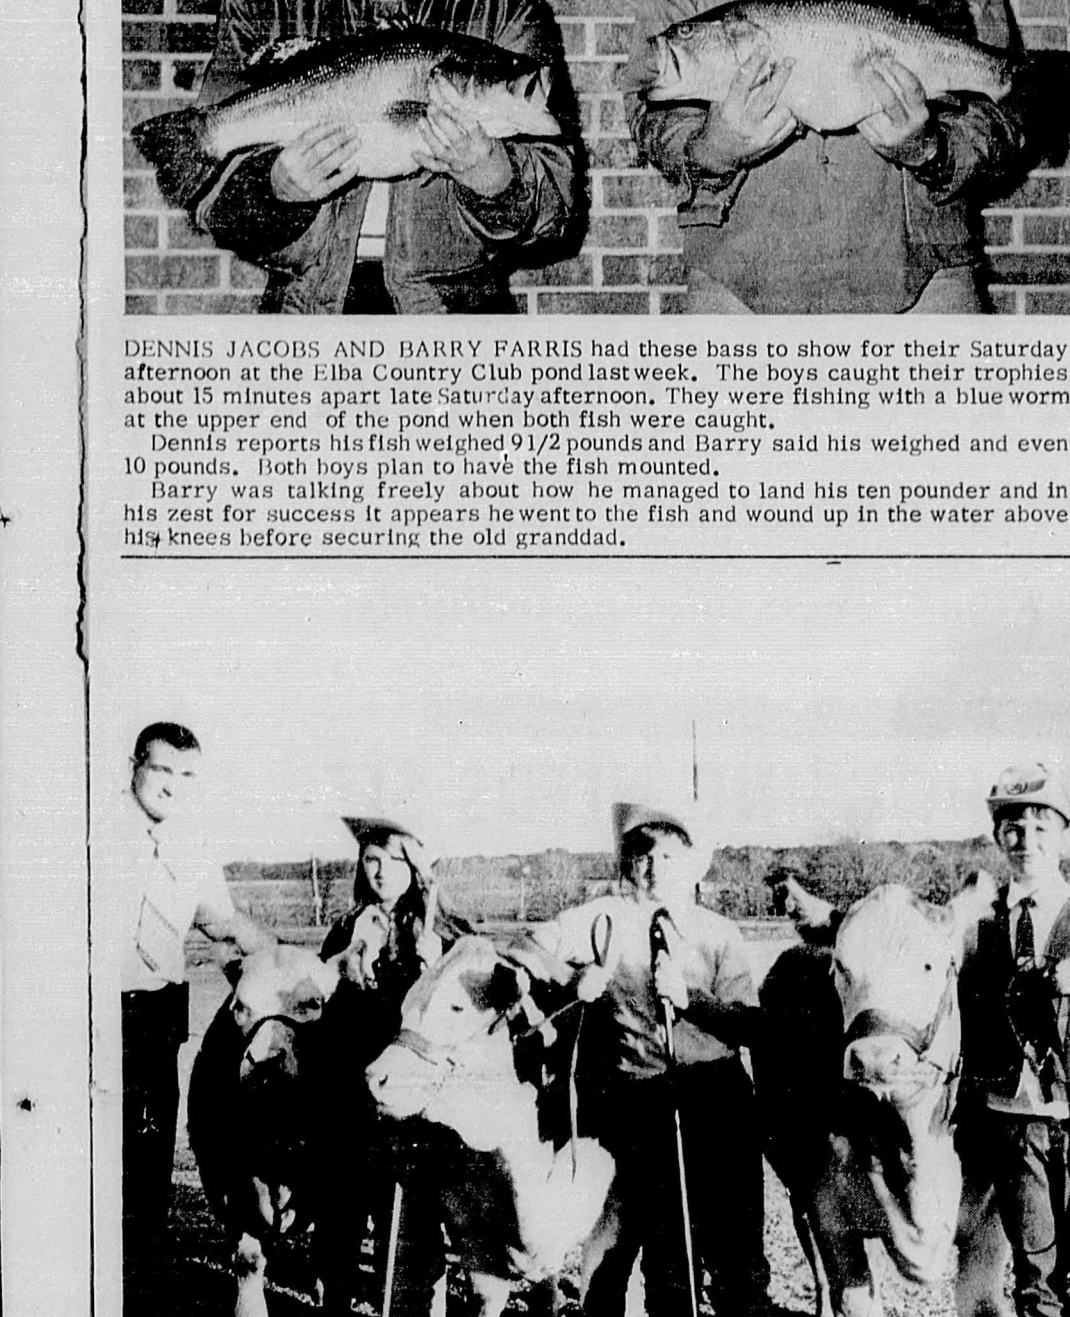 DENNIS JACOBS AND BARRY FARRIS had these bass to show for their Saturday
afternoon at the Elba Country Club pond last week. The boys caught their trophies
about 15 minutes apart late Saturday afternoon. They were fishing with a blue worm
at the upper end of the pond when both fish were caught.
Dennis reports his fish weighed 9 1/2 pounds and Barry said his weighed and even
10 pounds. Both boys plan to have the fish mounted.
Barry was talking freely about how he managed to land his ten pounder and in
his zest for success it appears he went to the fish and wound up in the water above
his knees before securing the old granddad.